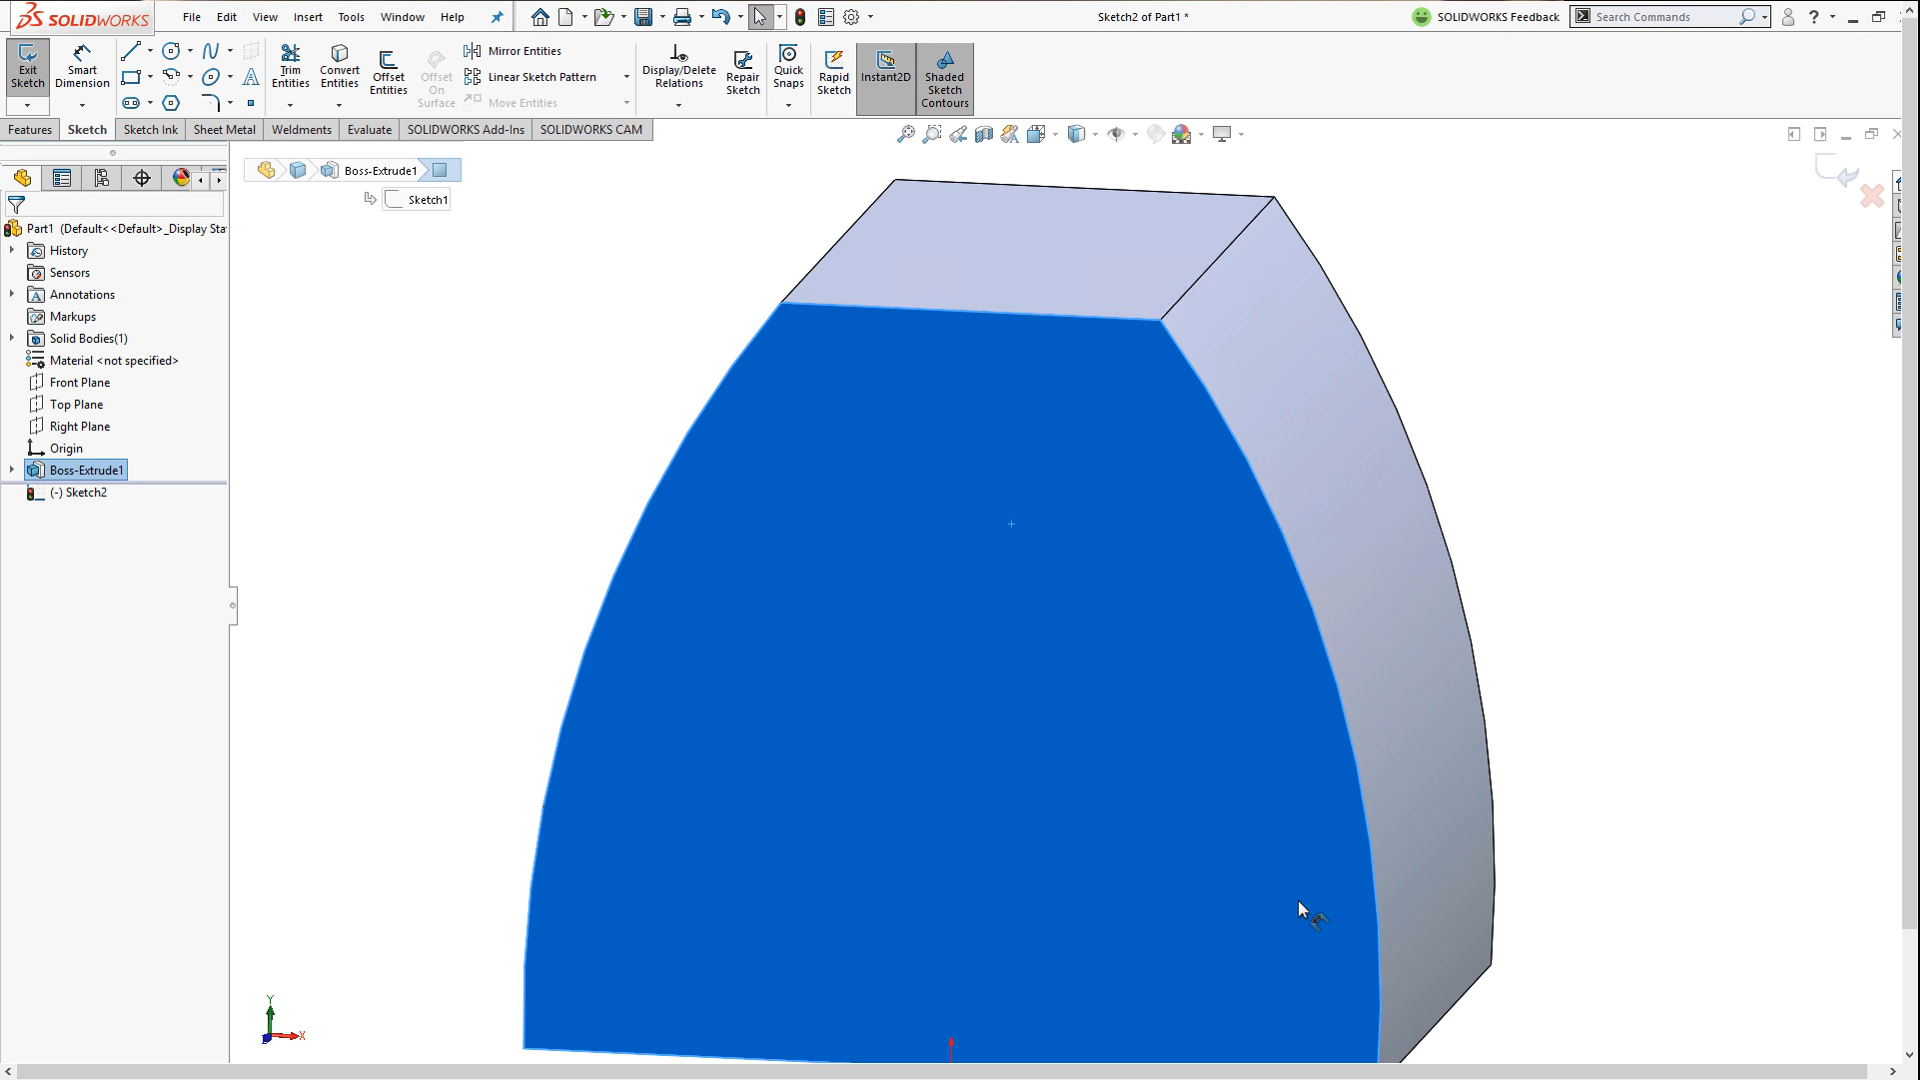 SOLIDWORKS File Edit View Insert Tools Window Help Sketch2 of Part1 * SOLIDWORKS Feedback Search Commands ?
Exit Sketch
Smart Dimension
Trim Entities
Convert Entities
Offset Entities
Offset On Surface
Mirror Entities
Linear Sketch Pattern
Move Entities
Display/Delete Relations
Repair Sketch
Quick Snaps
Rapid Sketch
Instant2D
Shaded Sketch Contours
Features Sketch Sketch Ink Sheet Metal Weldments Evaluate SOLIDWORKS Add-Ins SOLIDWORKS CAM
Boss-Extrude1
Sketch1
Part1 (Default<<Default>_Display Sta
History
Sensors
Annotations
Markups
Solid Bodies(1)
Material <not specified>
Front Plane
Top Plane
Right Plane
Origin
Boss-Extrude1
(-) Sketch2
Y
X
Z